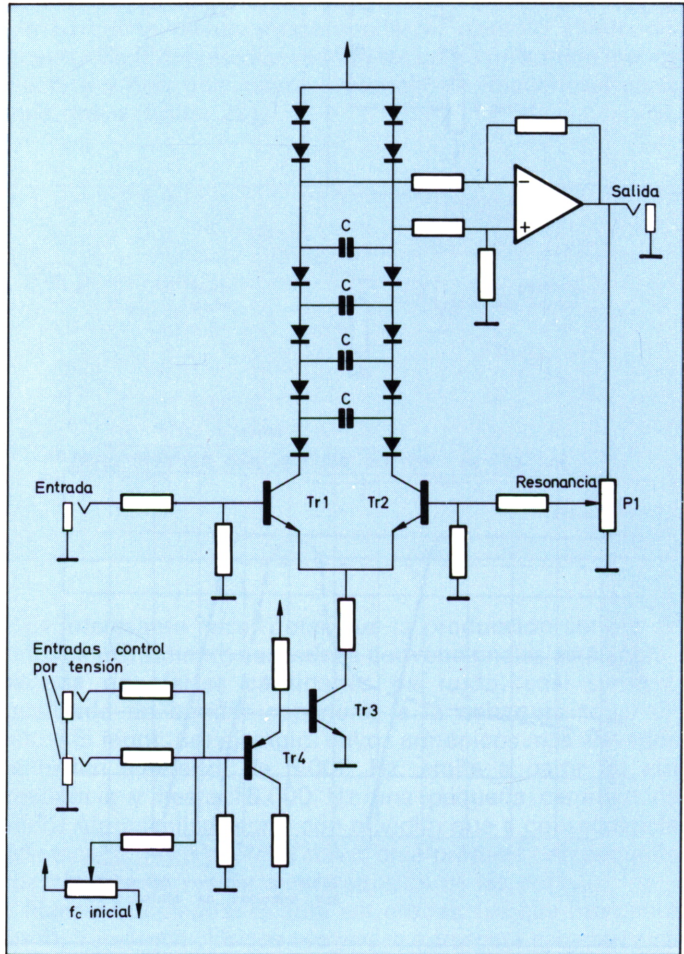 Salida
C
C
C
C
Entrada
Tr1
Tr2
Resonancia
P1
Entradas control
por tensión
Tr3
Tr4
fc inicial